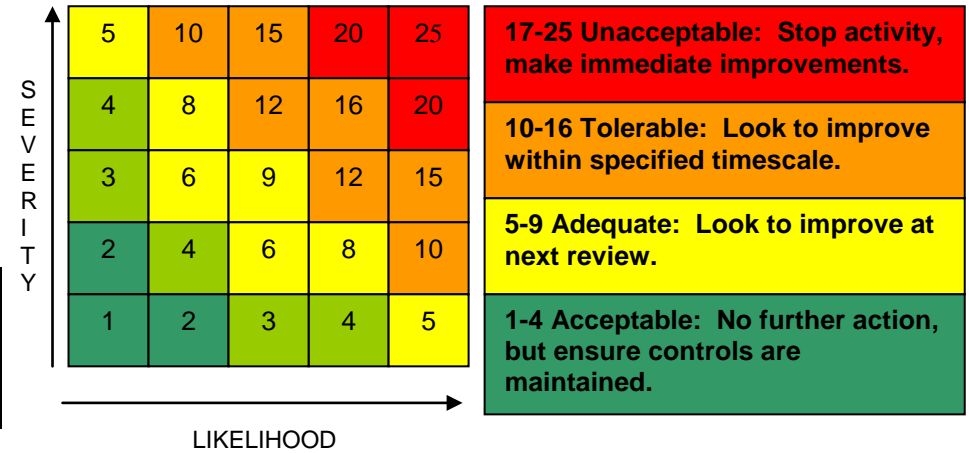 SEVERITY
5 10 15 20 25
4 8 12 16 20
3 6 9 12 15
2 4 6 8 10
1 2 3 4 5
LIKELIHOOD
17-25 Unacceptable: Stop activity,
make immediate improvements.
10-16 Tolerable: Look to improve
within specified timescale.
5-9 Adequate: Look to improve at
next review.
1-4 Acceptable: No further action,
but ensure controls are
maintained.